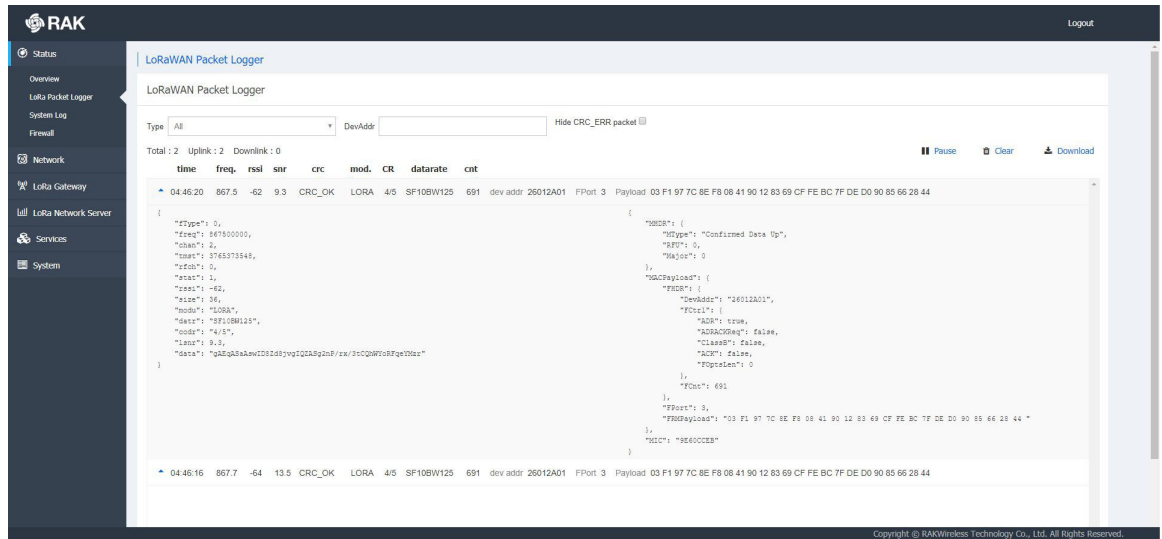 RAK
Logout
Status
Overview
LoRa Packet Logger
System Log
Firewall
Network
LoRa Gateway
LoRa Network Server
Services
System
LoRaWAN Packet Logger
LoRaWAN Packet Logger
Type All DevAddr Hide CRC_ERR packet
Total : 2 Uplink : 2 Downlink : 0 Pause Clear Download
time freq. rssi snr crc mod. CR datarate cnt
04:46:20 867.5 -62 9.3 CRC_OK LORA 4/5 SF10BW125 691 dev addr 26012A01 FPort 3 Payload 03 F1 97 7C 8E F8 08 41 90 12 83 69 CF FE BC 7F DE D0 90 85 66 28 44
{
"fType": 0,
"freq": 867500000,
"chan": 2,
"tmst": 3765373548,
"rfch": 0,
"stat": 1,
"rssi": -62,
"size": 36,
"modu": "LORA",
"datr": "SF10BW125",
"codr": "4/5",
"lsnr": 9.3,
"data":
}
{
"MHDR": {
"MType": "Confirmed Data Up",
"RFU": 0,
"Major": 0
},
"MACPayload": {
"FHDR": {
"DevAddr": "26012A01",
"FCtrl": {
"ADR": true,
"ADRACKReq": false,
"ClassB": false,
"ACK": false,
"FOptsLen": 0
},
"FCnt": 691
},
"FPort": 3,
"FRMPayload": "03 F1 97 7C 8E F8 08 41 90 12 83 69 CF FE BC 7F DE D0 90 85 66 28 44 "
},
"MIC": "9E60CCEB"
}
04:46:16 867.7 -64 13.5 CRC_OK LORA 4/5 SF10BW125 691 dev addr 26012A01 FPort 3 Payload 03 F1 97 7C 8E F8 08 41 90 12 83 69 CF FE BC 7F DE D0 90 85 66 28 44
Copyright © RAKWireless Technology Co., Ltd. All Rights Reserved.